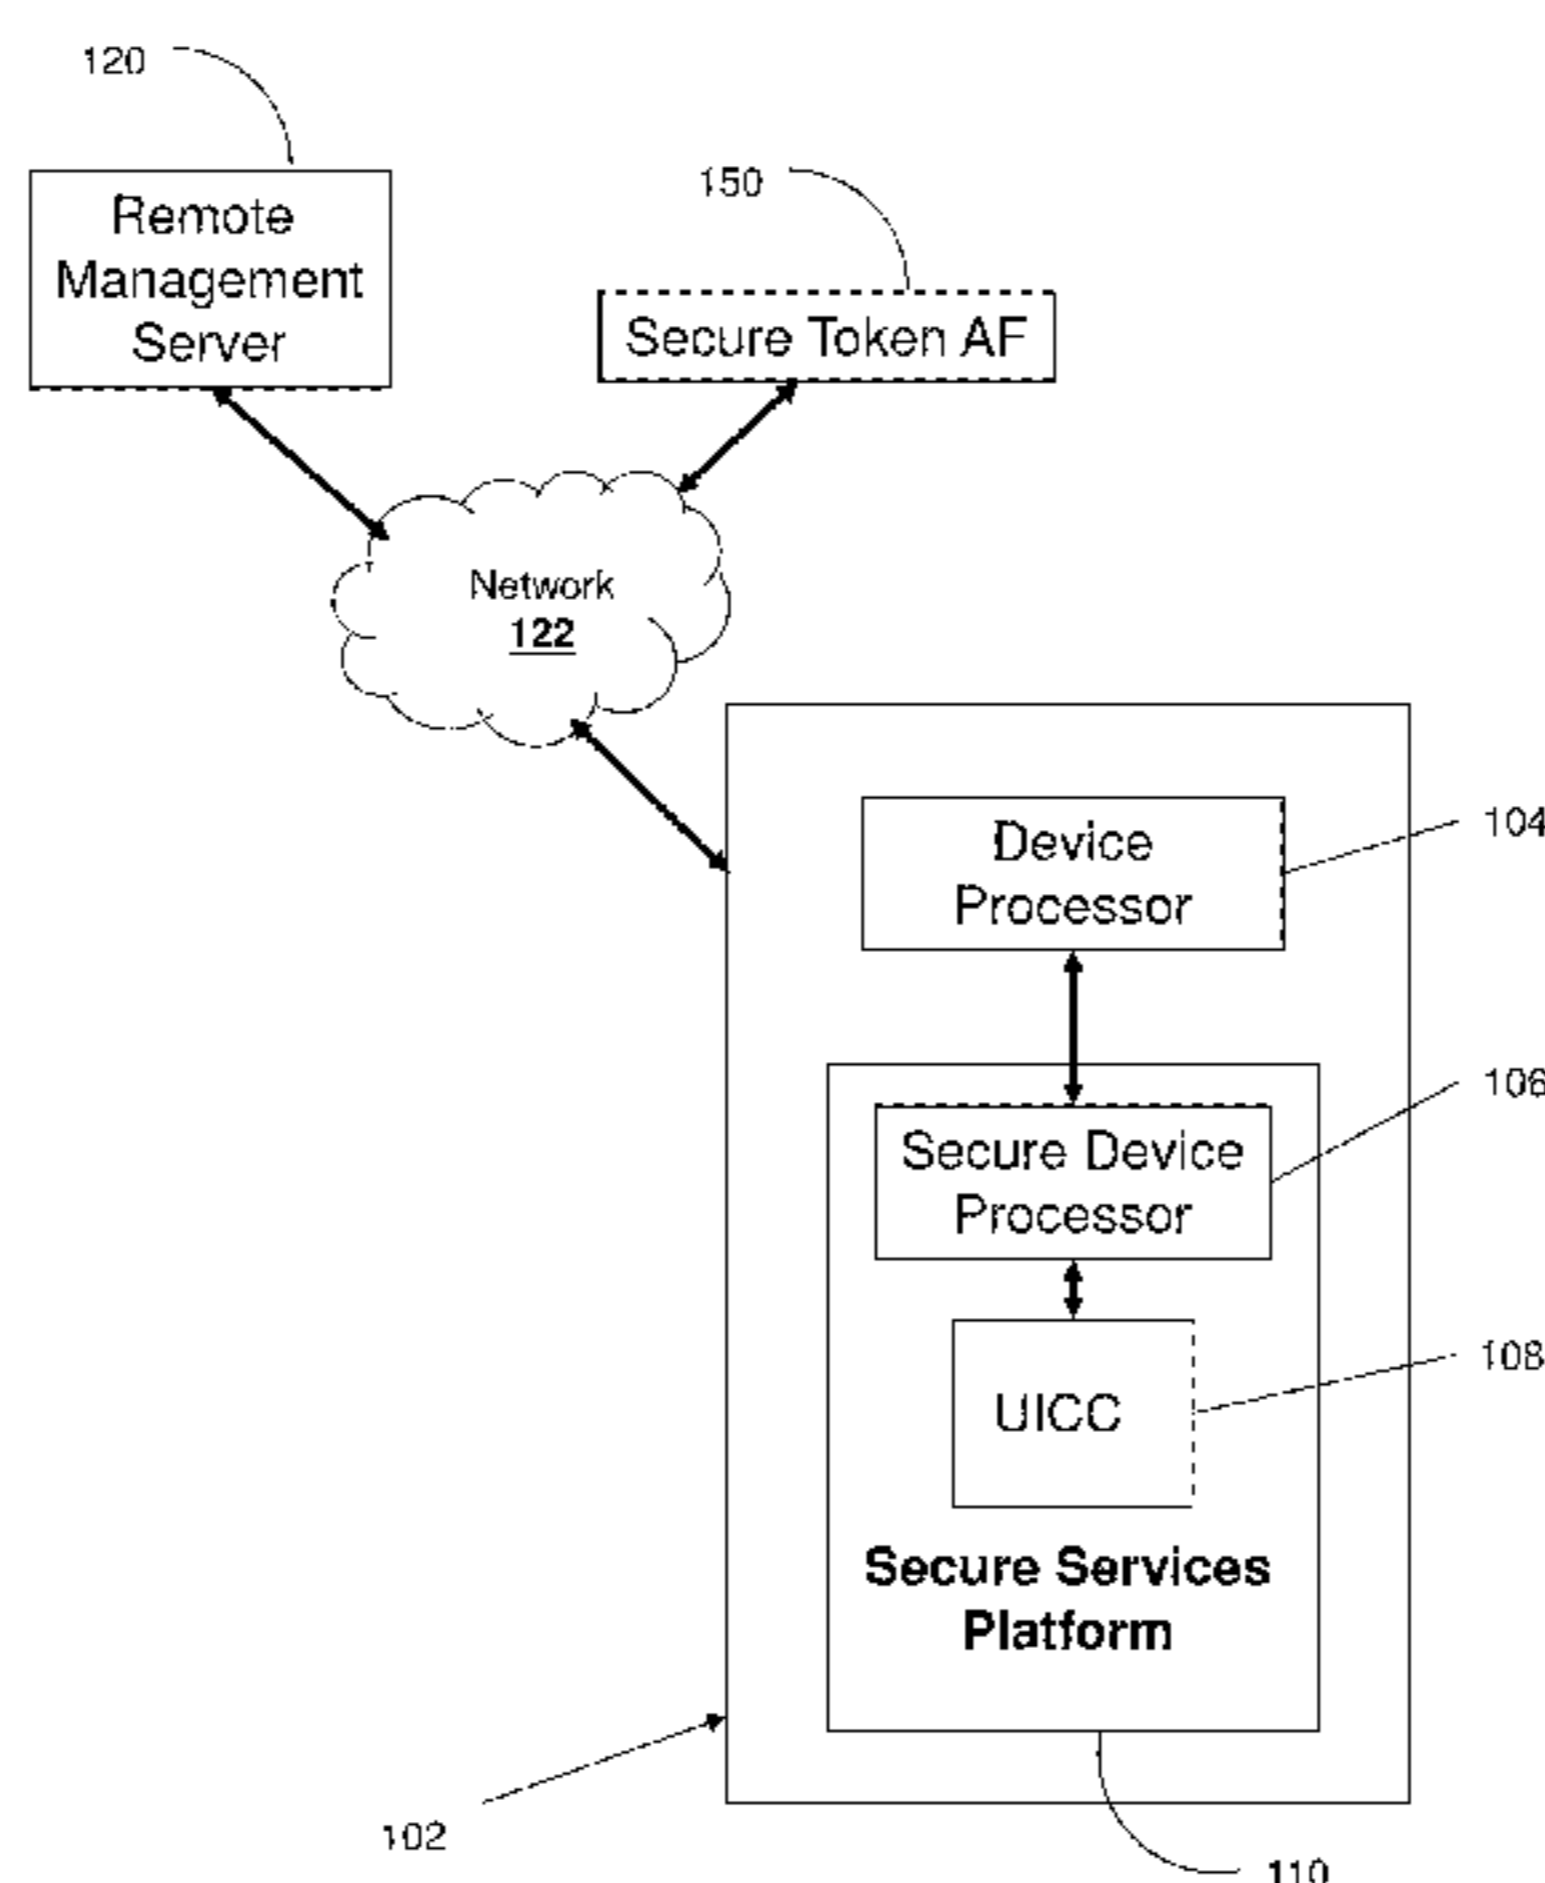 120
Remote
Management
Server
150
Secure Token AF
Network
122
Device
Processor
104
Secure Device
Processor
106
UICC
108
Secure Services
Platform
102
110